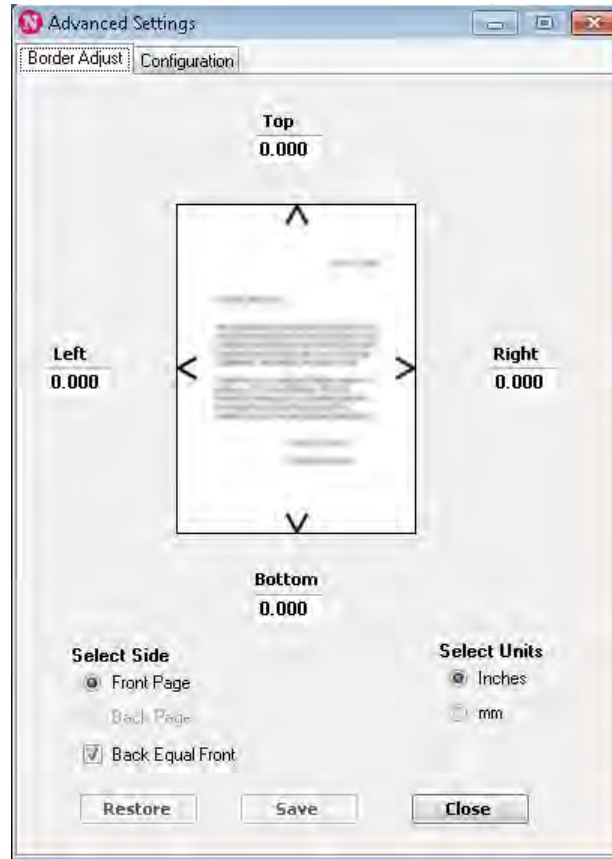 N Advanced Settings
Border Adjust Configuration
Top
0.000
Left
0.000
Right
0.000
Bottom
0.000
Select Side
Front Page
Back Page
Back Equal Front
Select Units
Inches
mm
Restore Save Close